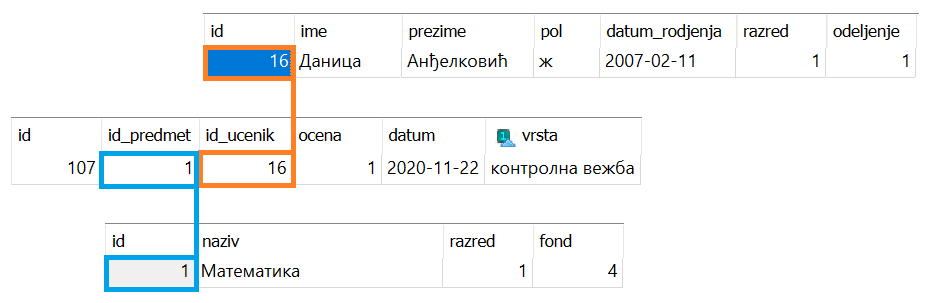 id ime prezime pol datum_rodjenja razred odeljenje
16 Даница Анђелковић ж 2007-02-11 1 1
id id_predmet id_ucenik ocena datum 1 vrsta
107 1 16 1 2020-11-22 контролна вежба
id naziv razred fond
1 Математика 1 4